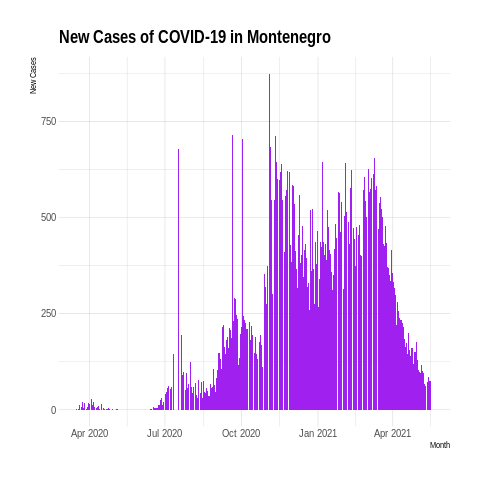 New Cases of COVID-19 in Montenegro
New Cases
750
500
250
0
Apr 2020 Jul 2020 Oct 2020 Jan 2021 Apr 2021
Month